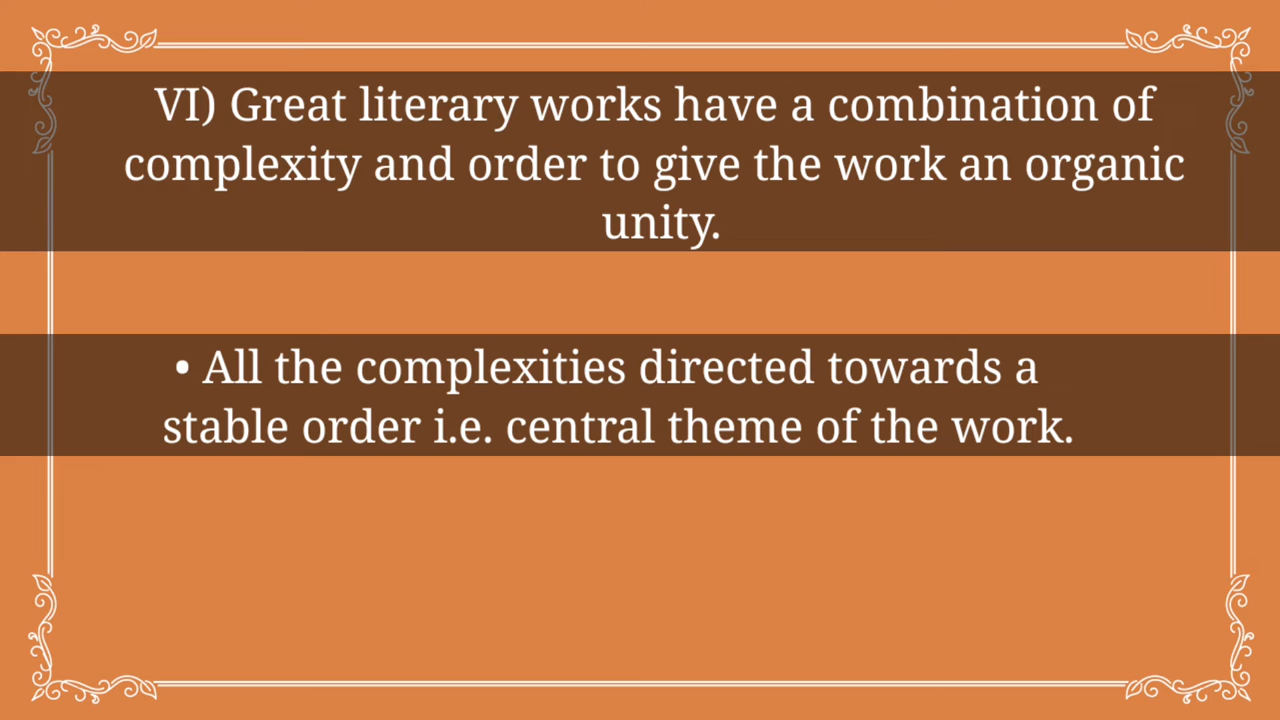 VI) Great literary works have a combination of
complexity and order to give the work an organic
unity.
• All the complexities directed towards a
stable order i.e. central theme of the work.